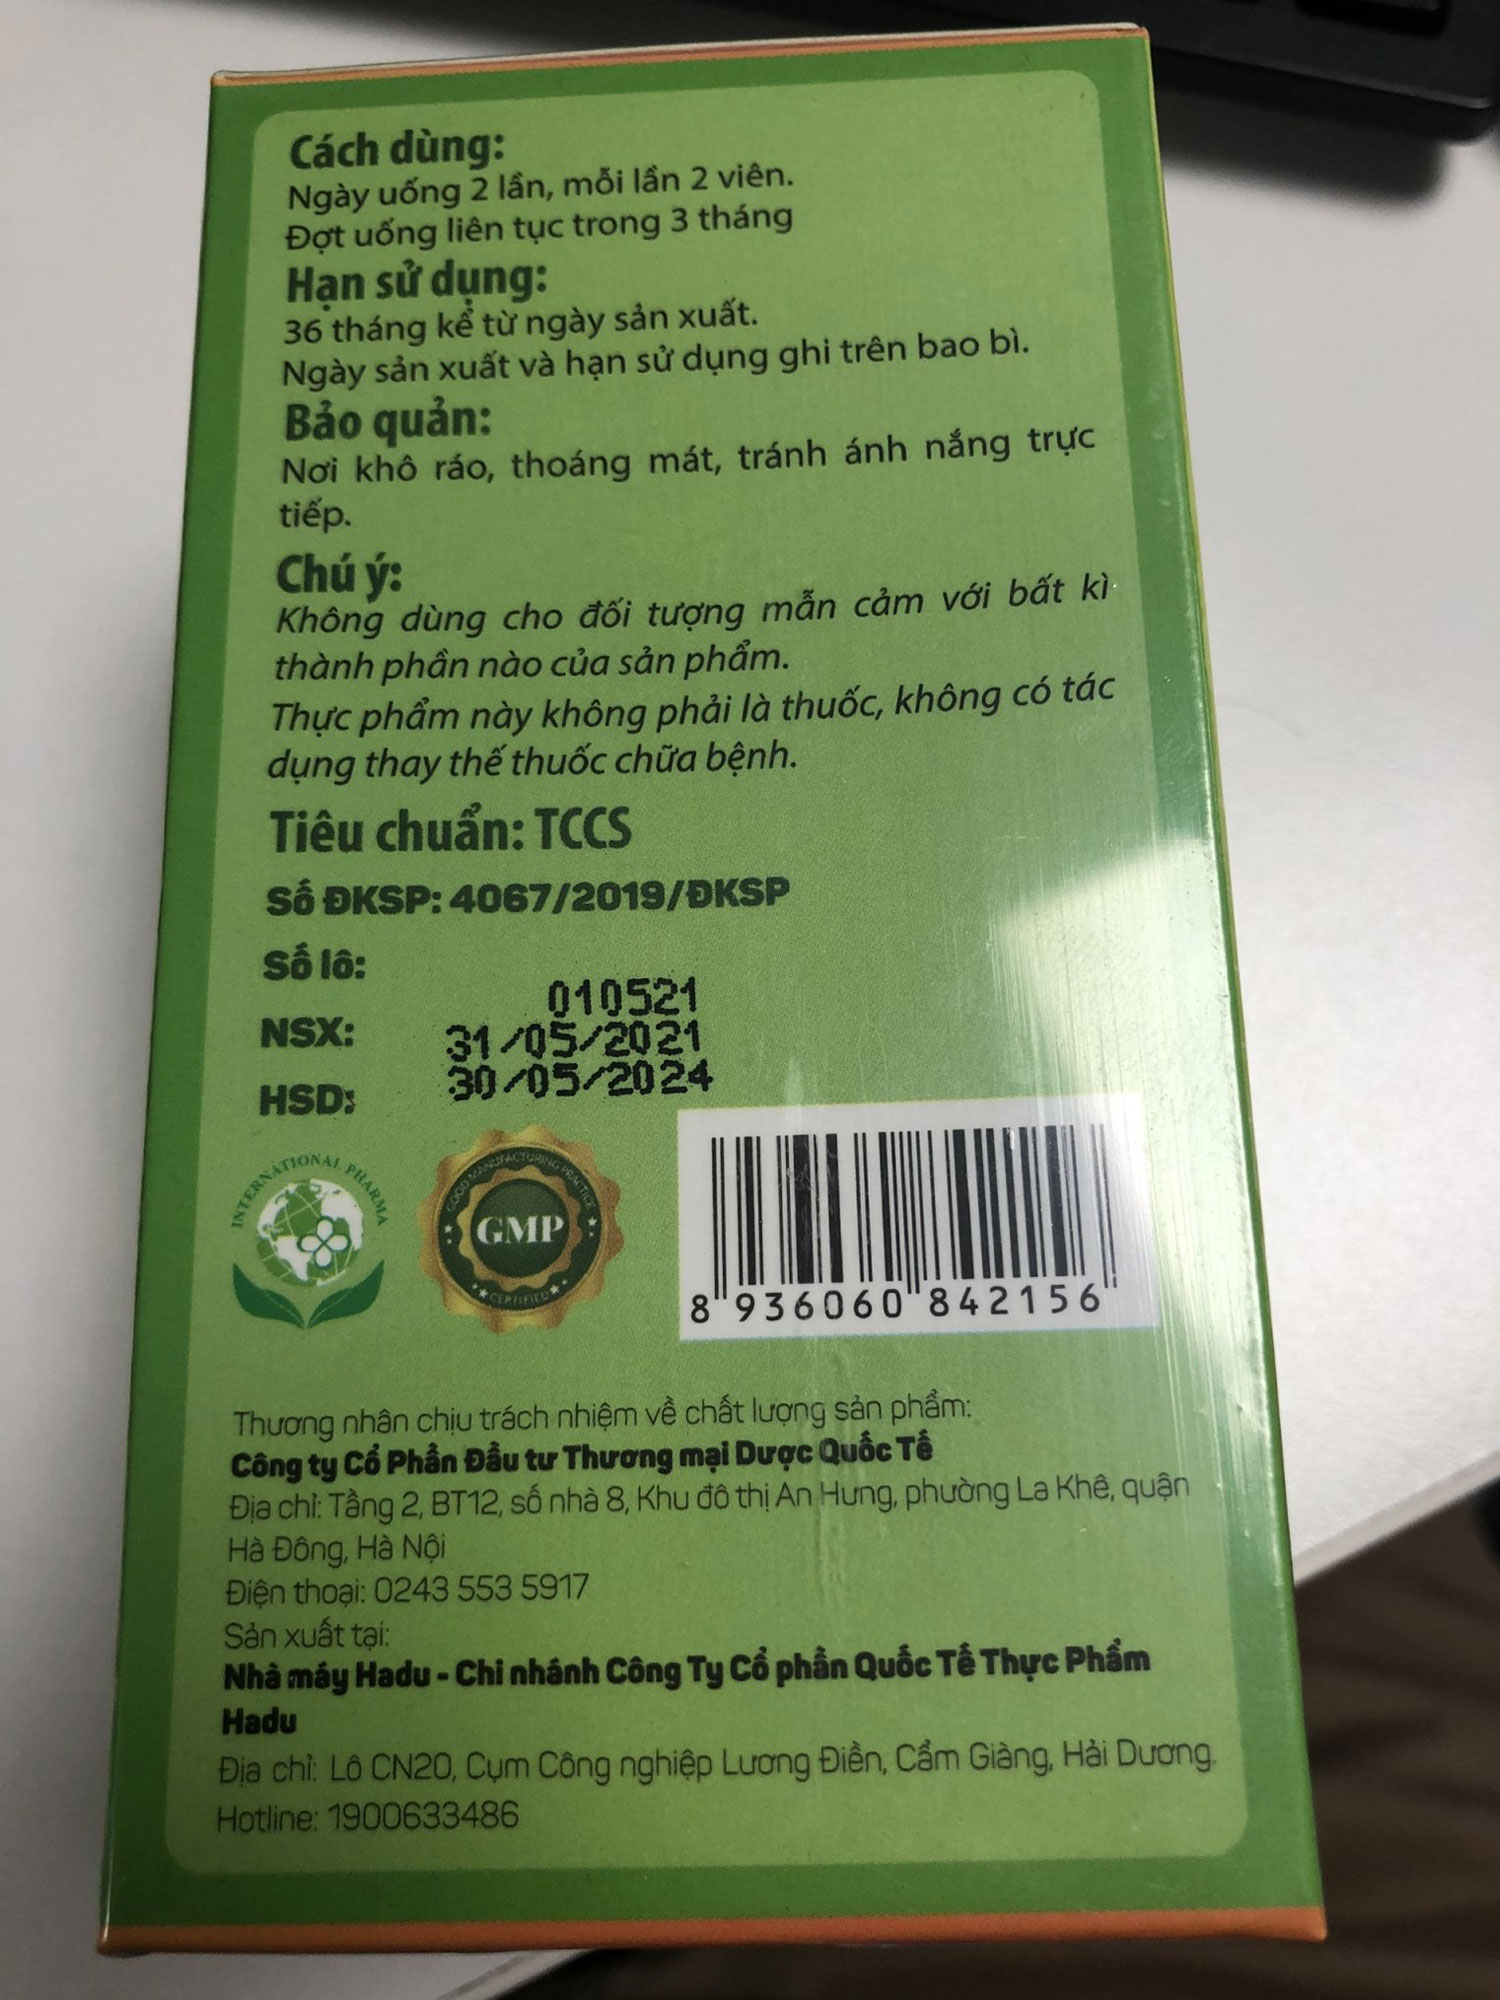 Cách dùng:
Ngày uống 2 lần, mỗi lần 2 viên.
Đợt uống liên tục trong 3 tháng
Hạn sử dụng:
36 tháng kể từ ngày sản xuất.
Ngày sản xuất và hạn sử dụng ghi trên bao bì.
Bảo quản:
Nơi khô ráo, thoáng mát, tránh ánh nắng trực
tiếp.
Chú ý:
Không dùng cho đối tượng mẫn cảm với bất kì
thành phần nào của sản phẩm.
Thực phẩm này không phải là thuốc, không có tác
dụng thay thế thuốc chữa bệnh.
Tiêu chuẩn: TCCS
Số ĐKSP: 4067/2019/ĐKSP
Số lô: 010521
NSX: 31/05/2021
HSD: 30/05/2024
INTERNATIONAL PHARMA
GOOD MANUFACTURING PRACTICE
GMP
CERTIFIED
8 936060 842156
Thương nhân chịu trách nhiệm về chất lượng sản phẩm:
Công ty Cổ Phần Đầu tư Thương mại Dược Quốc Tế
Địa chỉ: Tầng 2, BT12, số nhà 8, Khu đô thị An Hưng, phường La Khê, quận
Hà Đông, Hà Nội
Điện thoại: 0243 553 5917
Sản xuất tại:
Nhà máy Hadu - Chi nhánh Công Ty Cổ phần Quốc Tế Thực Phẩm
Hadu
Địa chỉ: Lô CN20, Cụm Công nghiệp Lương Điền, Cẩm Giàng, Hải Dương.
Hotline: 1900633486